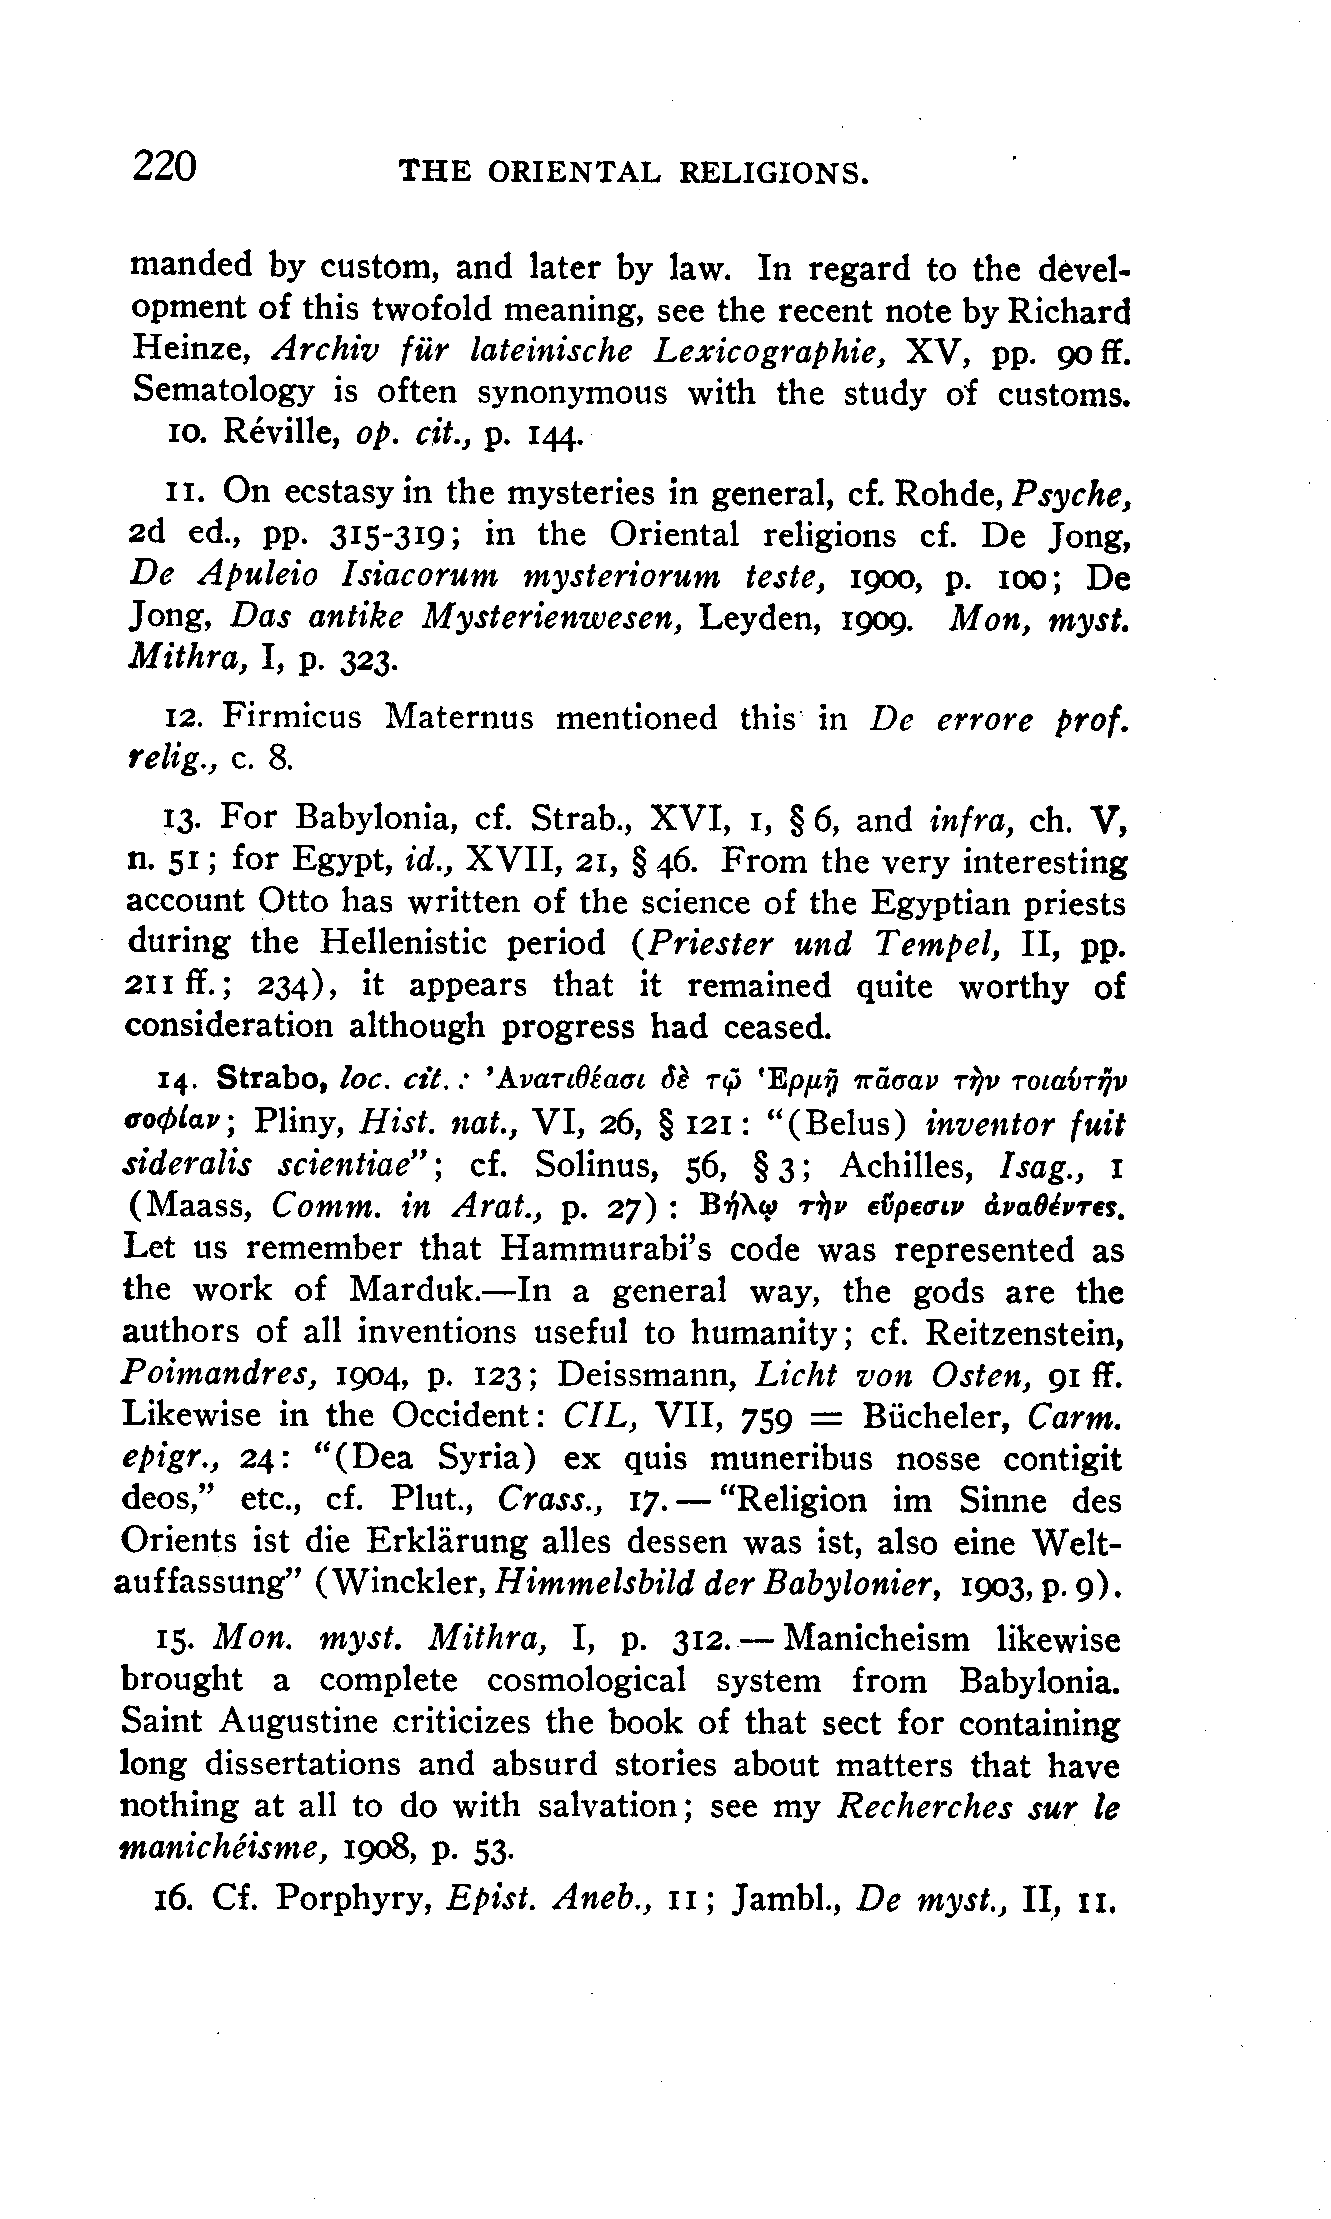 220 THE ORIENTAL RELIGIONS.
manded by custom, and later by law. In regard to the devel-
opment of this twofold meaning, see the recent note by Richard
Heinze, Archiv für lateinische Lexicographie, XV, pp. 90 ff.
Sematology is often synonymous with the study of customs.
10. Réville, op. cit., p. 144.
11. On ecstasy in the mysteries in general, cf. Rohde, Psyche,
2d ed., pp. 315-319; in the Oriental religions cf. De Jong,
De Apuleio Isiacorum mysteriorum teste, 1900, p. 100; De
Jong, Das antike Mysterienwesen, Leyden, 1909. Mon, myst.
Mithra, I, p. 323.
12. Firmicus Maternus mentioned this in De errore prof.
relig., c. 8.
13. For Babylonia, cf. Strab., XVI, 1, § 6, and infra, ch. V,
n. 51; for Egypt, id., XVII, 21, § 46. From the very interesting
account Otto has written of the science of the Egyptian priests
during the Hellenistic period (Priester und Tempel, II, pp.
211 ff.; 234), it appears that it remained quite worthy of
consideration although progress had ceased.
14. Strabo, loc. cit.: Ἀνατιθέασι δὲ τῷ Ἑρμῇ πᾶσαν τὴν τοιαύτην
σοφίαν; Pliny, Hist. nat., VI, 26, § 121: "(Belus) inventor fuit
sideralis scientiae"; cf. Solinus, 56, § 3; Achilles, Isag., 1
(Maass, Comm. in Arat., p. 27): Βήλῳ τὴν εὕρεσιν ἀναθέντες.
Let us remember that Hammurabi's code was represented as
the work of Marduk.—In a general way, the gods are the
authors of all inventions useful to humanity; cf. Reitzenstein,
Poimandres, 1904, p. 123; Deissmann, Licht von Osten, 91 ff.
Likewise in the Occident: CIL, VII, 759 = Bücheler, Carm.
epigr., 24: "(Dea Syria) ex quis muneribus nosse contigit
deos," etc., cf. Plut., Crass., 17.—"Religion im Sinne des
Orients ist die Erklärung alles dessen was ist, also eine Welt-
auffassung" (Winckler, Himmelsbild der Babylonier, 1903, p. 9).
15. Mon. myst. Mithra, I, p. 312.—Manicheism likewise
brought a complete cosmological system from Babylonia.
Saint Augustine criticizes the book of that sect for containing
long dissertations and absurd stories about matters that have
nothing at all to do with salvation; see my Recherches sur le
manichéisme, 1908, p. 53.
16. Cf. Porphyry, Epist. Aneb., 11; Jambl., De myst., II, 11.